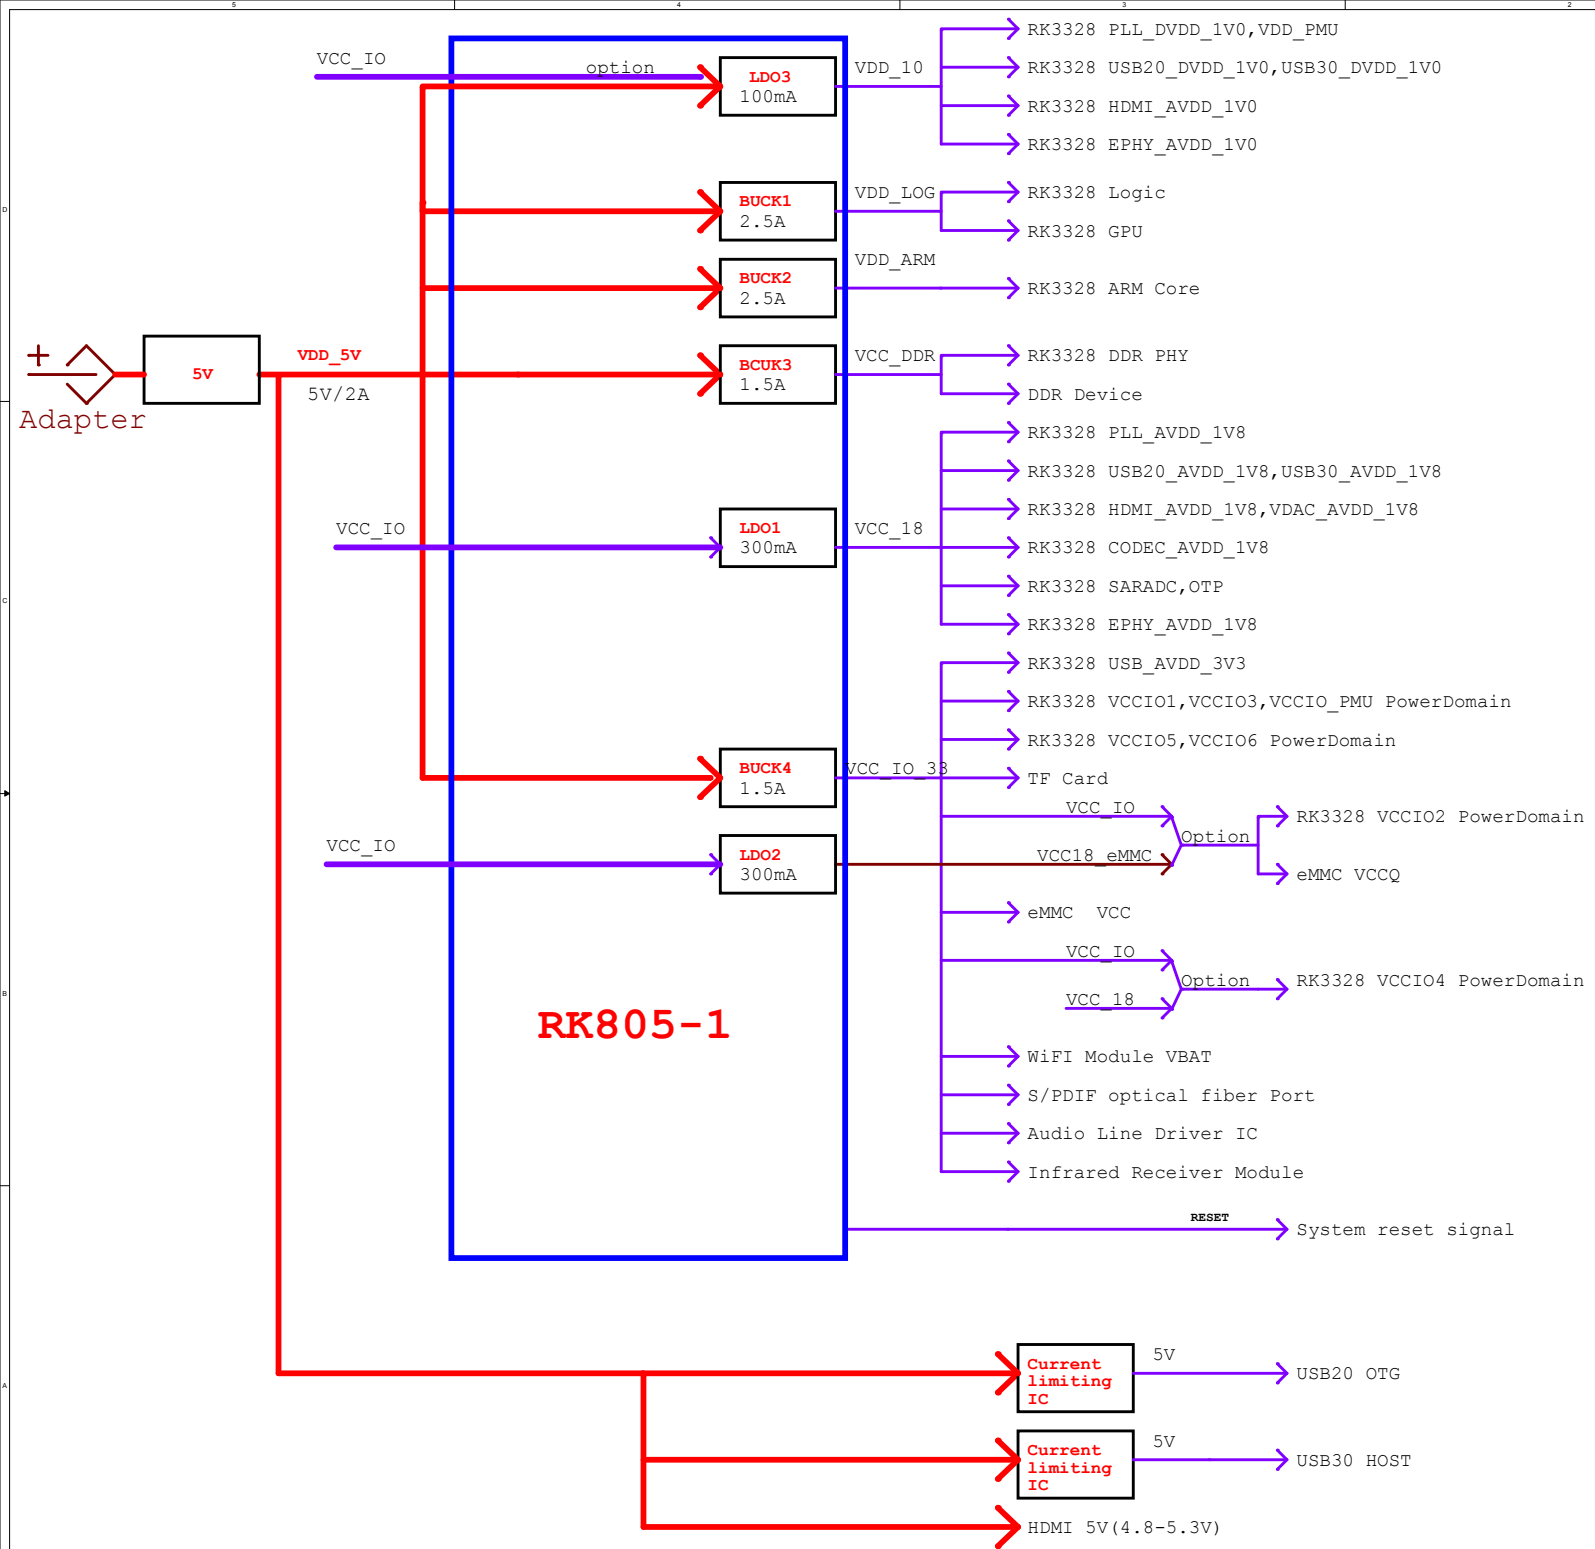 5 4 3 2
D
C
B
A
VCC_IO
option
LDO3
100mA
VDD_10
RK3328 PLL_DVDD_1V0,VDD_PMU
RK3328 USB20_DVDD_1V0,USB30_DVDD_1V0
RK3328 HDMI_AVDD_1V0
RK3328 EPHY_AVDD_1V0
BUCK1
2.5A
VDD_LOG
RK3328 Logic
RK3328 GPU
BUCK2
2.5A
VDD_ARM
RK3328 ARM Core
+
Adapter
5V
VDD_5V
5V/2A
BCUK3
1.5A
VCC_DDR
RK3328 DDR PHY
DDR Device
VCC_IO
LDO1
300mA
VCC_18
RK3328 PLL_AVDD_1V8
RK3328 USB20_AVDD_1V8,USB30_AVDD_1V8
RK3328 HDMI_AVDD_1V8,VDAC_AVDD_1V8
RK3328 CODEC_AVDD_1V8
RK3328 SARADC,OTP
RK3328 EPHY_AVDD_1V8
BUCK4
1.5A
VCC_IO_33
RK3328 USB_AVDD_3V3
RK3328 VCCIO1,VCCIO3,VCCIO_PMU PowerDomain
RK3328 VCCIO5,VCCIO6 PowerDomain
TF Card
VCC_IO
LDO2
300mA
VCC_IO
VCC18_eMMC
Option
RK3328 VCCIO2 PowerDomain
eMMC VCCQ
eMMC VCC
VCC_IO
VCC_18
Option
RK3328 VCCIO4 PowerDomain
RK805-1
WiFI Module VBAT
S/PDIF optical fiber Port
Audio Line Driver IC
Infrared Receiver Module
RESET
System reset signal
Current
limiting
IC
5V
USB20 OTG
Current
limiting
IC
5V
USB30 HOST
HDMI 5V(4.8-5.3V)